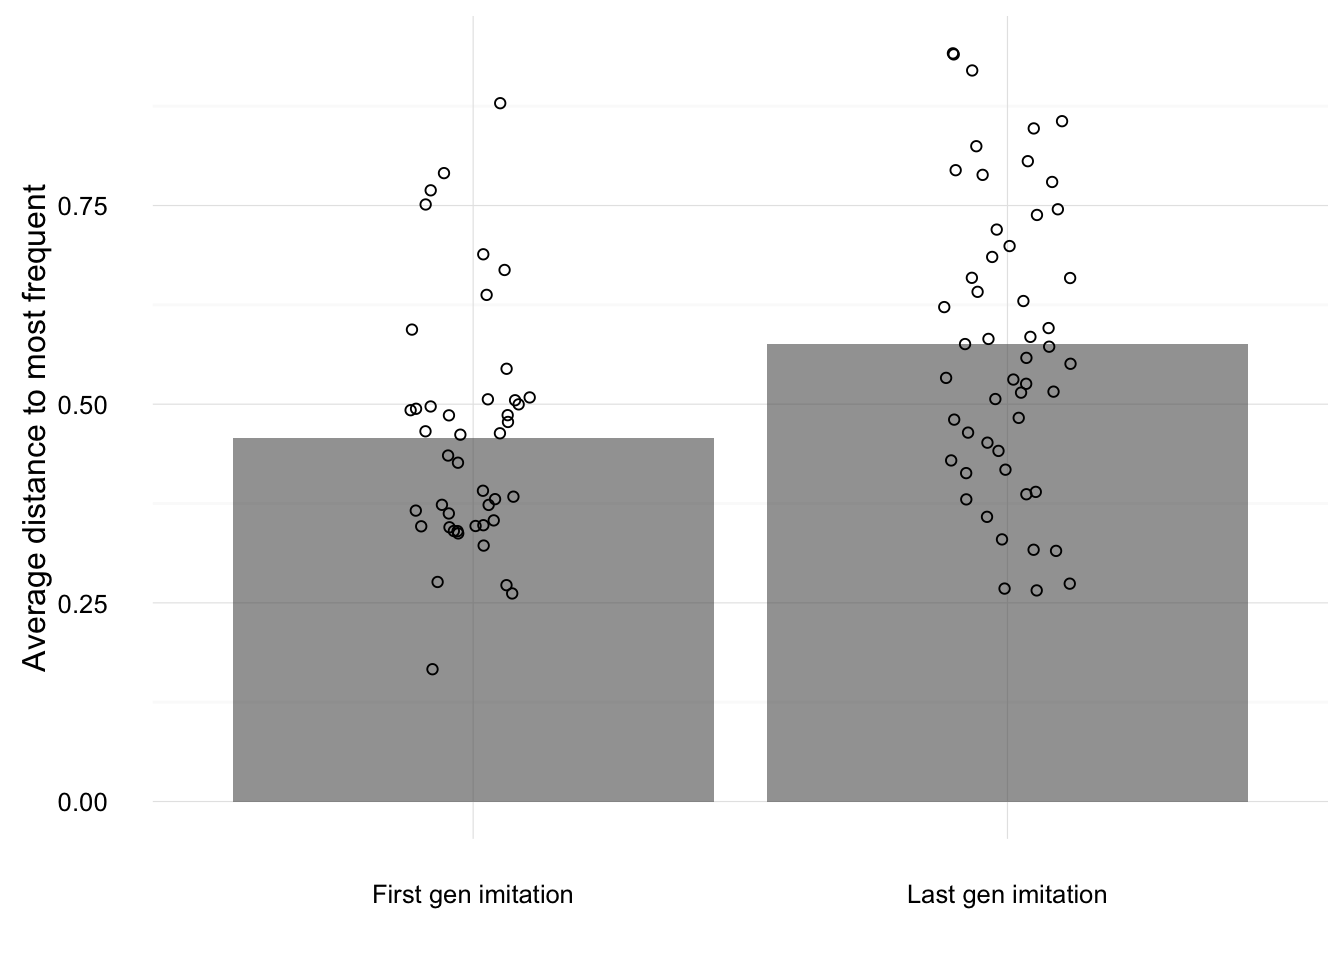 Average distance to most frequent
0.75
0.50
0.25
0.00
First gen imitation
Last gen imitation